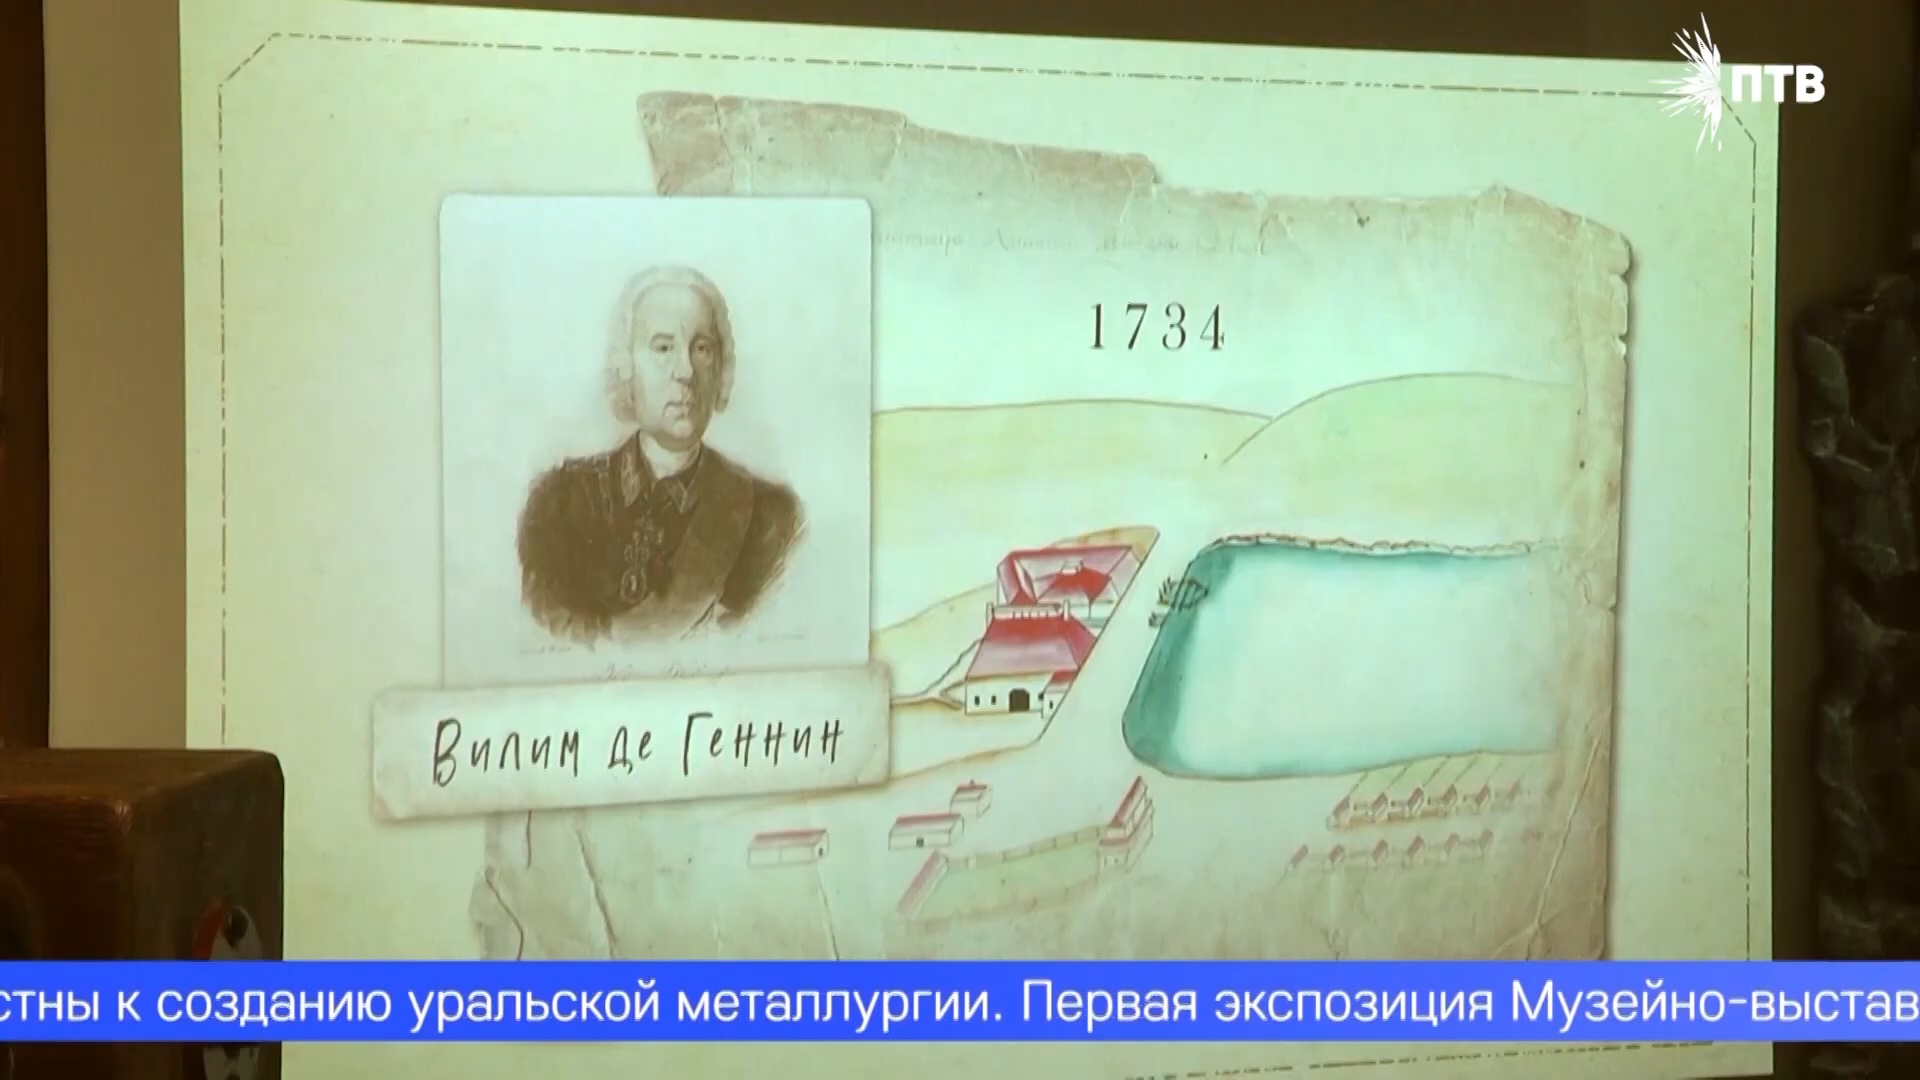 ПТВ
1734
Вилим де Геннин
стны к созданию уральской металлургии. Первая экспозиция Музейно-выстав